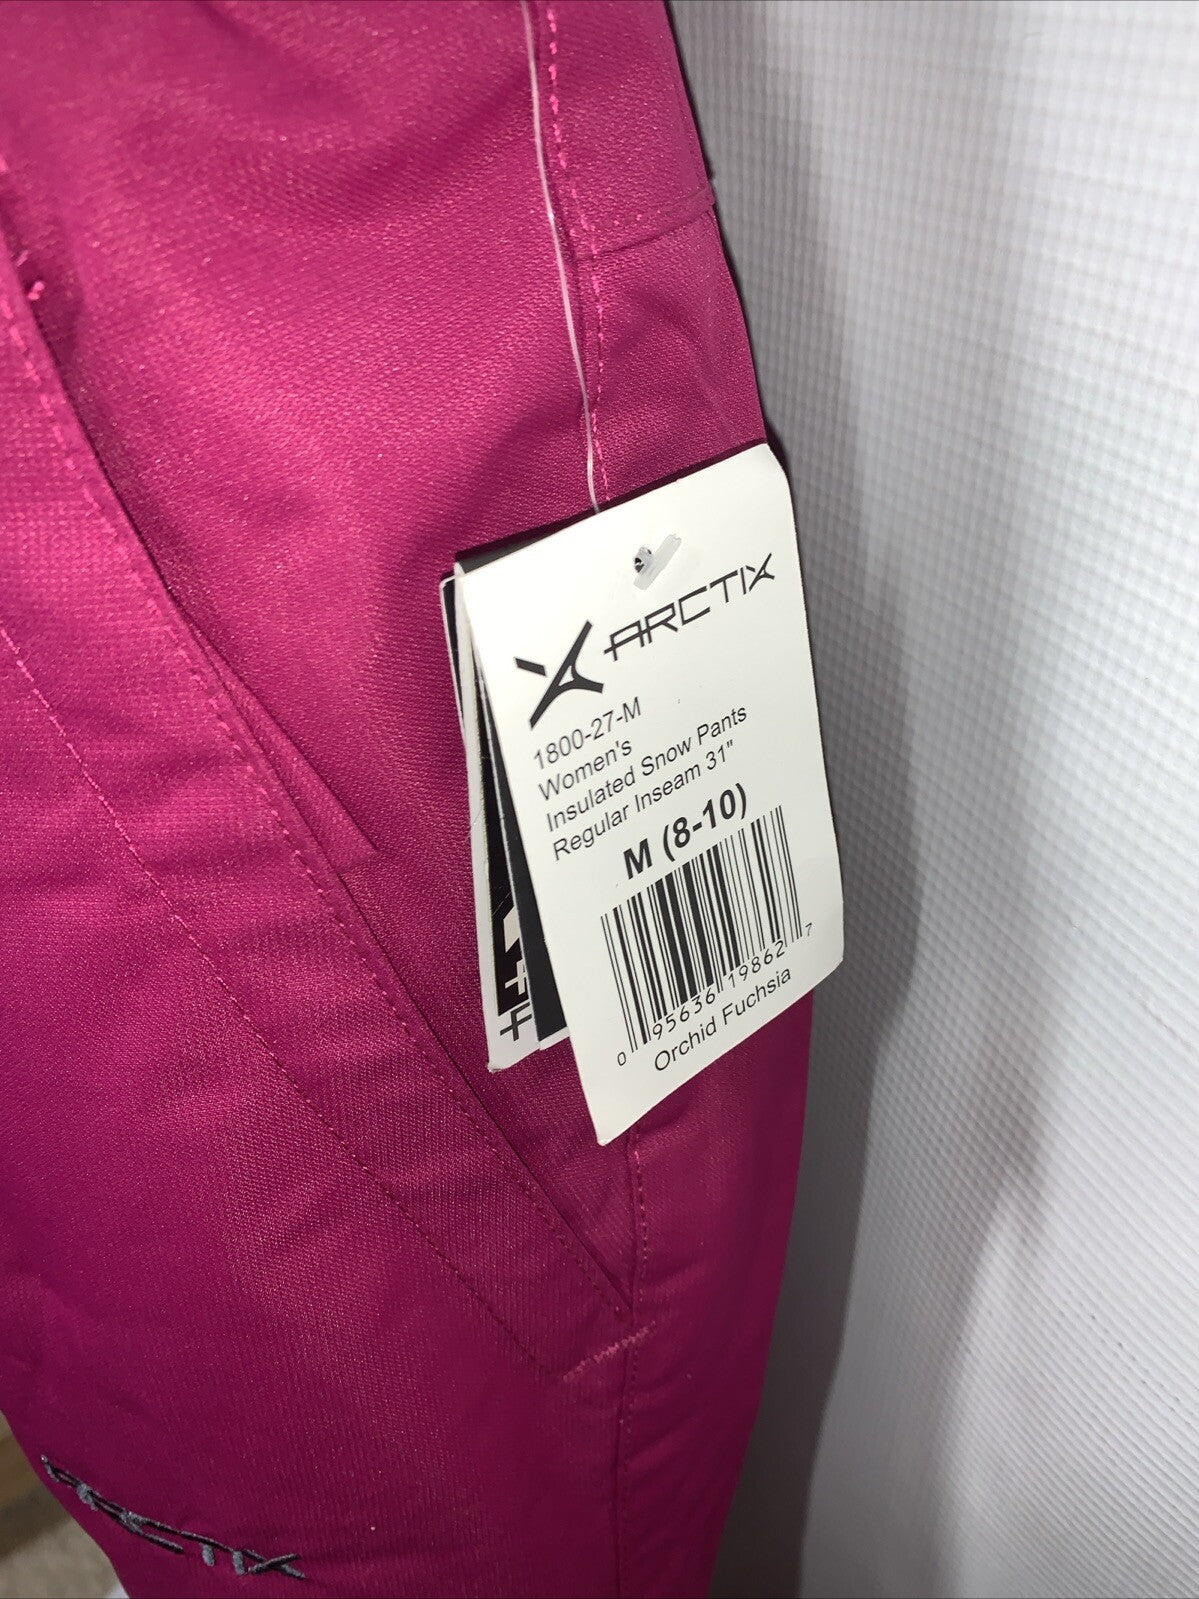 ARCTIX
1800-27-M
Women's
Insulated Snow Pants
Regular Inseam 31"
M (8-10)
0 95636 19862 7
Orchid Fuchsia
ARCTIX